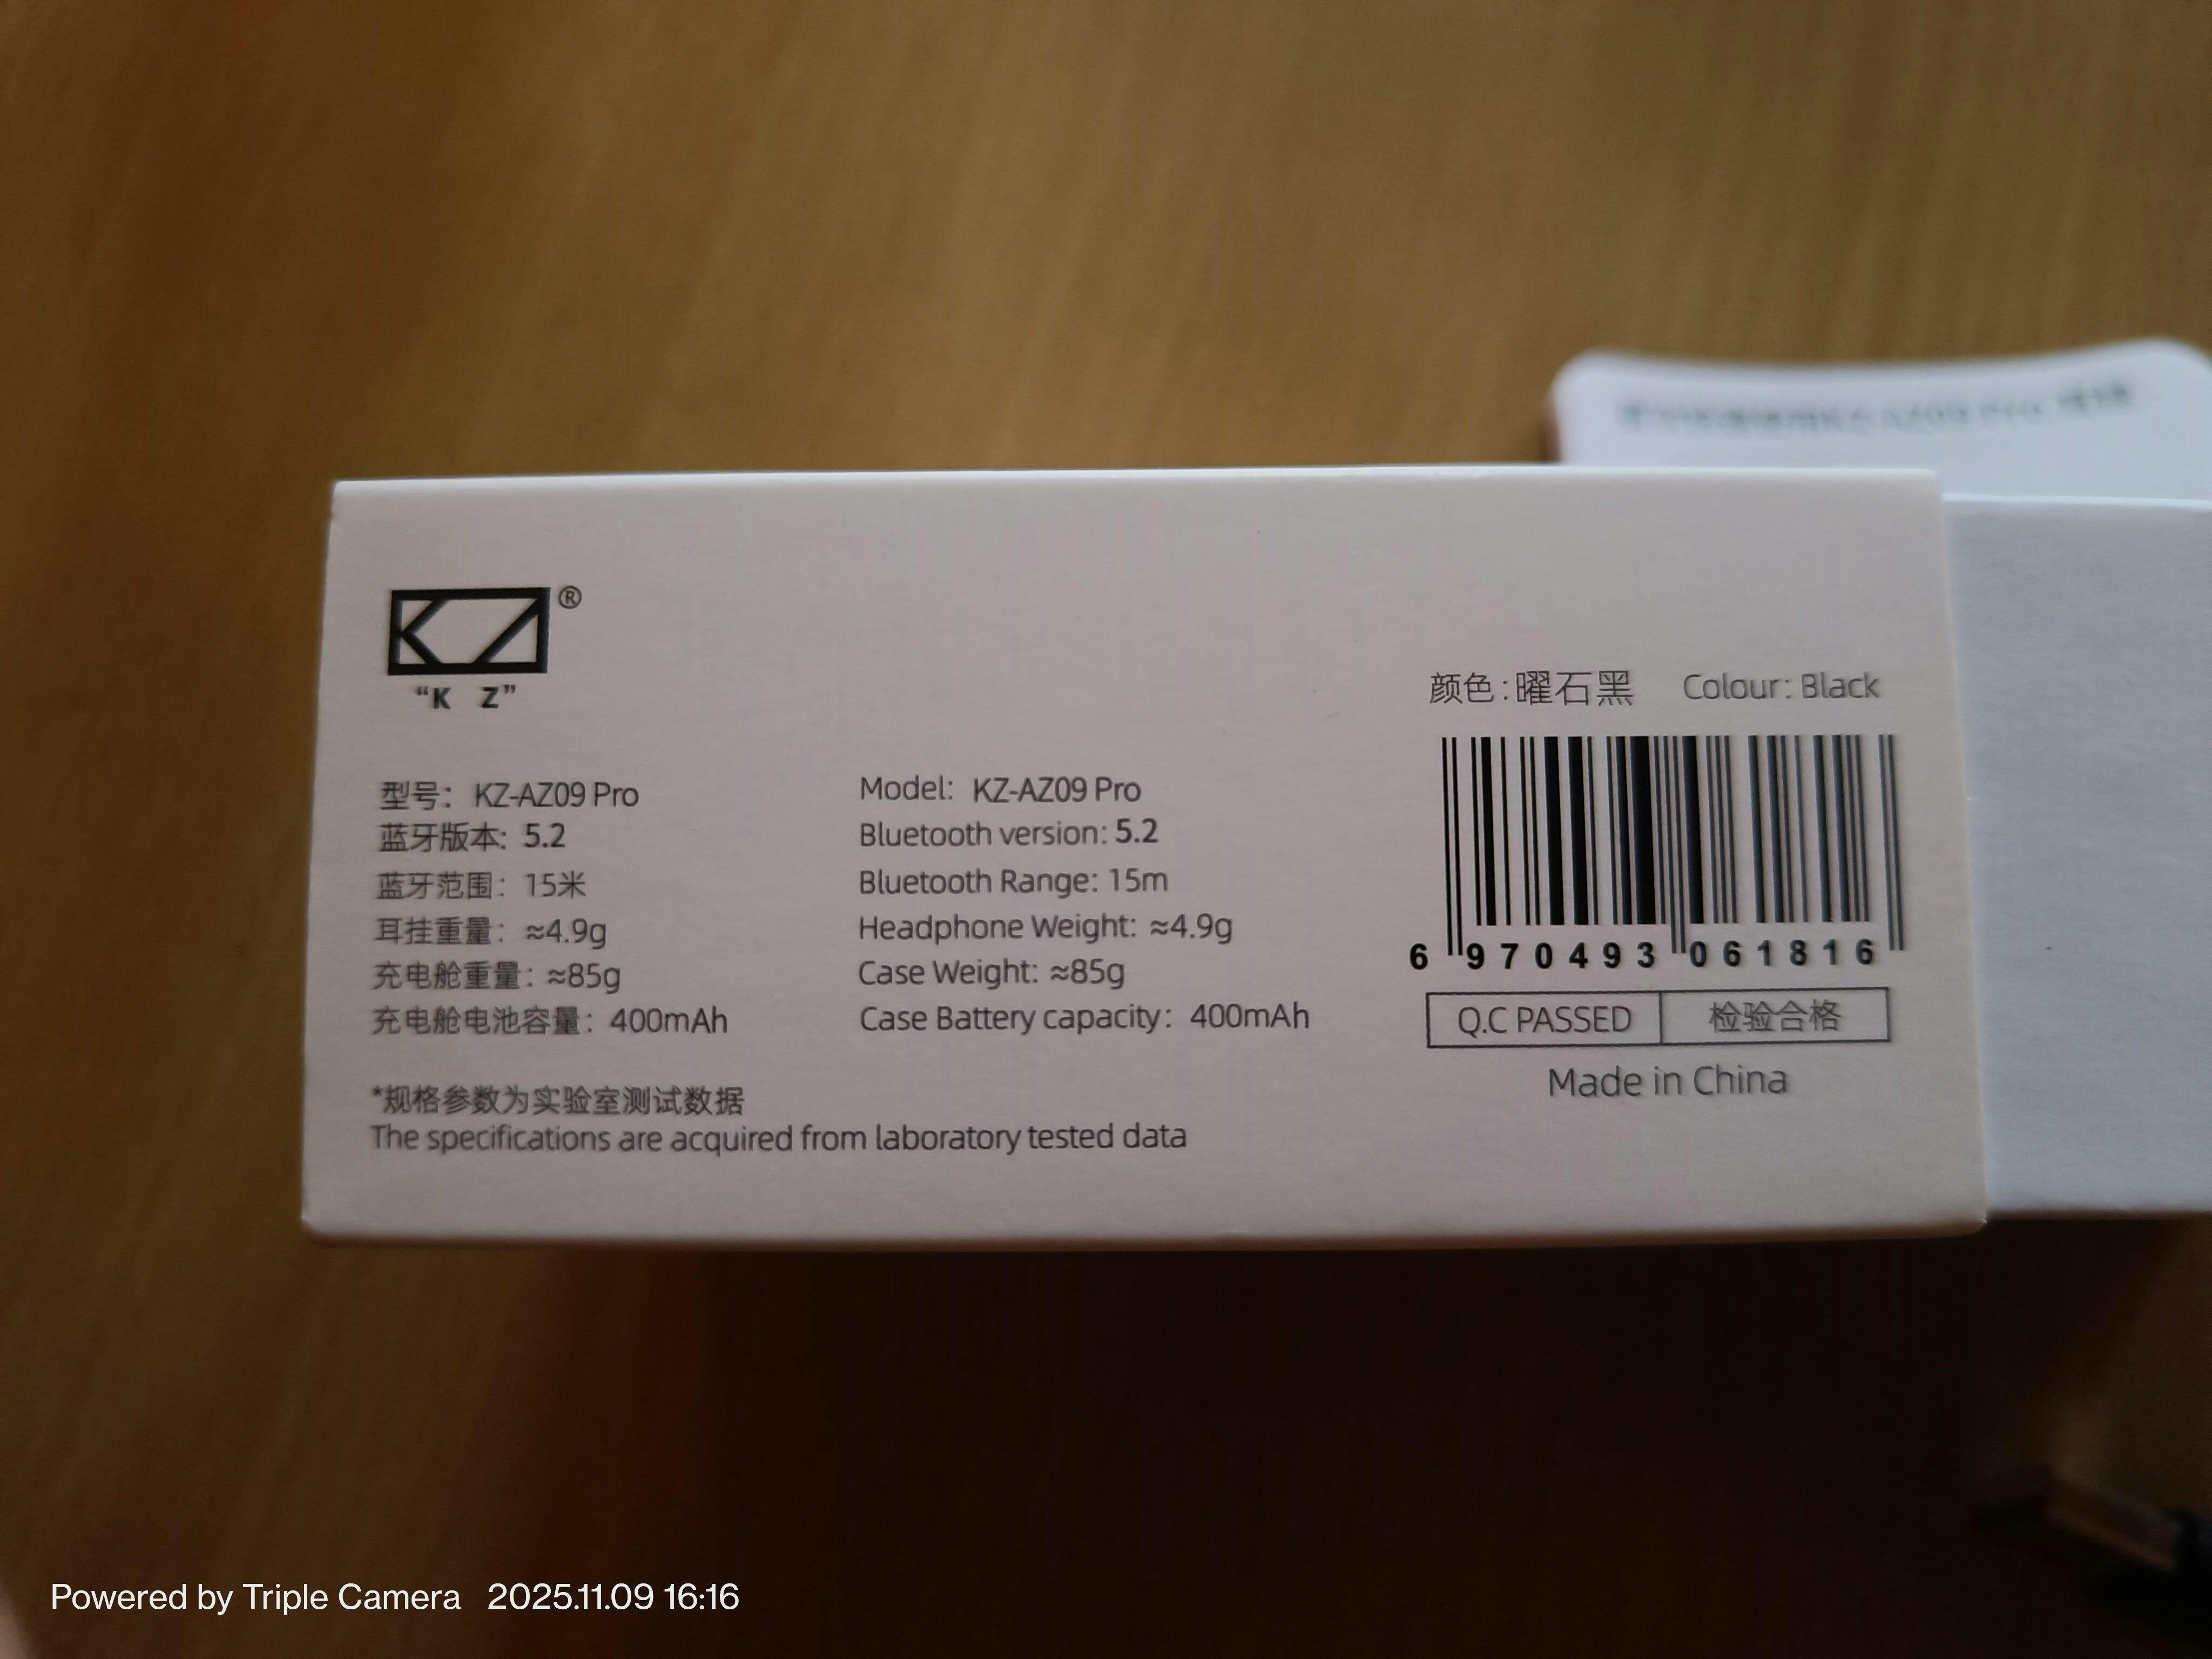 KZ®
“K Z”
型号：KZ-AZ09 Pro
蓝牙版本: 5.2
蓝牙范围：15米
耳挂重量：≈4.9g
充电舱重量：≈85g
充电舱电池容量：400mAh
Model: KZ-AZ09 Pro
Bluetooth version: 5.2
Bluetooth Range: 15m
Headphone Weight: ≈4.9g
Case Weight: ≈85g
Case Battery capacity: 400mAh
*规格参数为实验室测试数据
The specifications are acquired from laboratory tested data
颜色:曜石黑 Colour: Black
6 970493 061816
Q.C PASSED 检验合格
Made in China
Powered by Triple Camera 2025.11.09 16:16